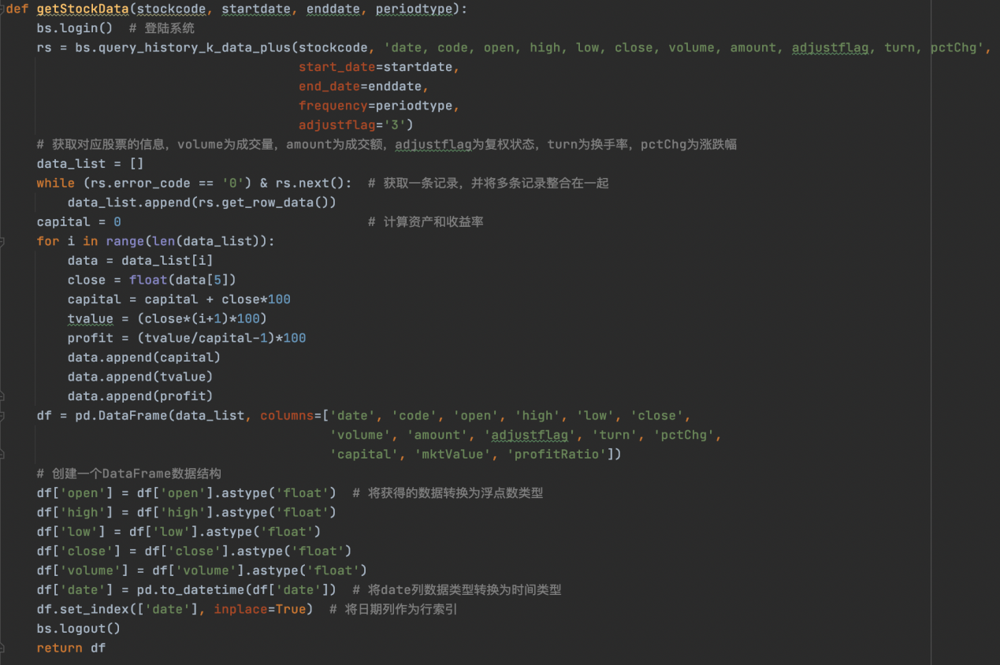 def getStockData(stockcode, startdate, enddate, periodtype):
    bs.login()  # 登陆系统
    rs = bs.query_history_k_data_plus(stockcode, 'date, code, open, high, low, close, volume, amount, adjustflag, turn, pctChg',
                                  start_date=startdate,
                                  end_date=enddate,
                                  frequency=periodtype,
                                  adjustflag='3')
    # 获取对应股票的信息，volume为成交量，amount为成交额，adjustflag为复权状态，turn为换手率，pctChg为涨跌幅
    data_list = []
    while (rs.error_code == '0') & rs.next():  # 获取一条记录，并将多条记录整合在一起
        data_list.append(rs.get_row_data())
    capital = 0                                # 计算资产和收益率
    for i in range(len(data_list)):
        data = data_list[i]
        close = float(data[5])
        capital = capital + close*100
        tvalue = (close*(i+1)*100)
        profit = (tvalue/capital-1)*100
        data.append(capital)
        data.append(tvalue)
        data.append(profit)
    df = pd.DataFrame(data_list, columns=['date', 'code', 'open', 'high', 'low', 'close',
                                          'volume', 'amount', 'adjustflag', 'turn', 'pctChg',
                                          'capital', 'mktValue', 'profitRatio'])
    # 创建一个DataFrame数据结构
    df['open'] = df['open'].astype('float')  # 将获得的数据转换为浮点数类型
    df['high'] = df['high'].astype('float')
    df['low'] = df['low'].astype('float')
    df['close'] = df['close'].astype('float')
    df['volume'] = df['volume'].astype('float')
    df['date'] = pd.to_datetime(df['date'])  # 将date列数据类型转换为时间类型
    df.set_index(['date'], inplace=True)  # 将日期列作为行索引
    bs.logout()
    return df